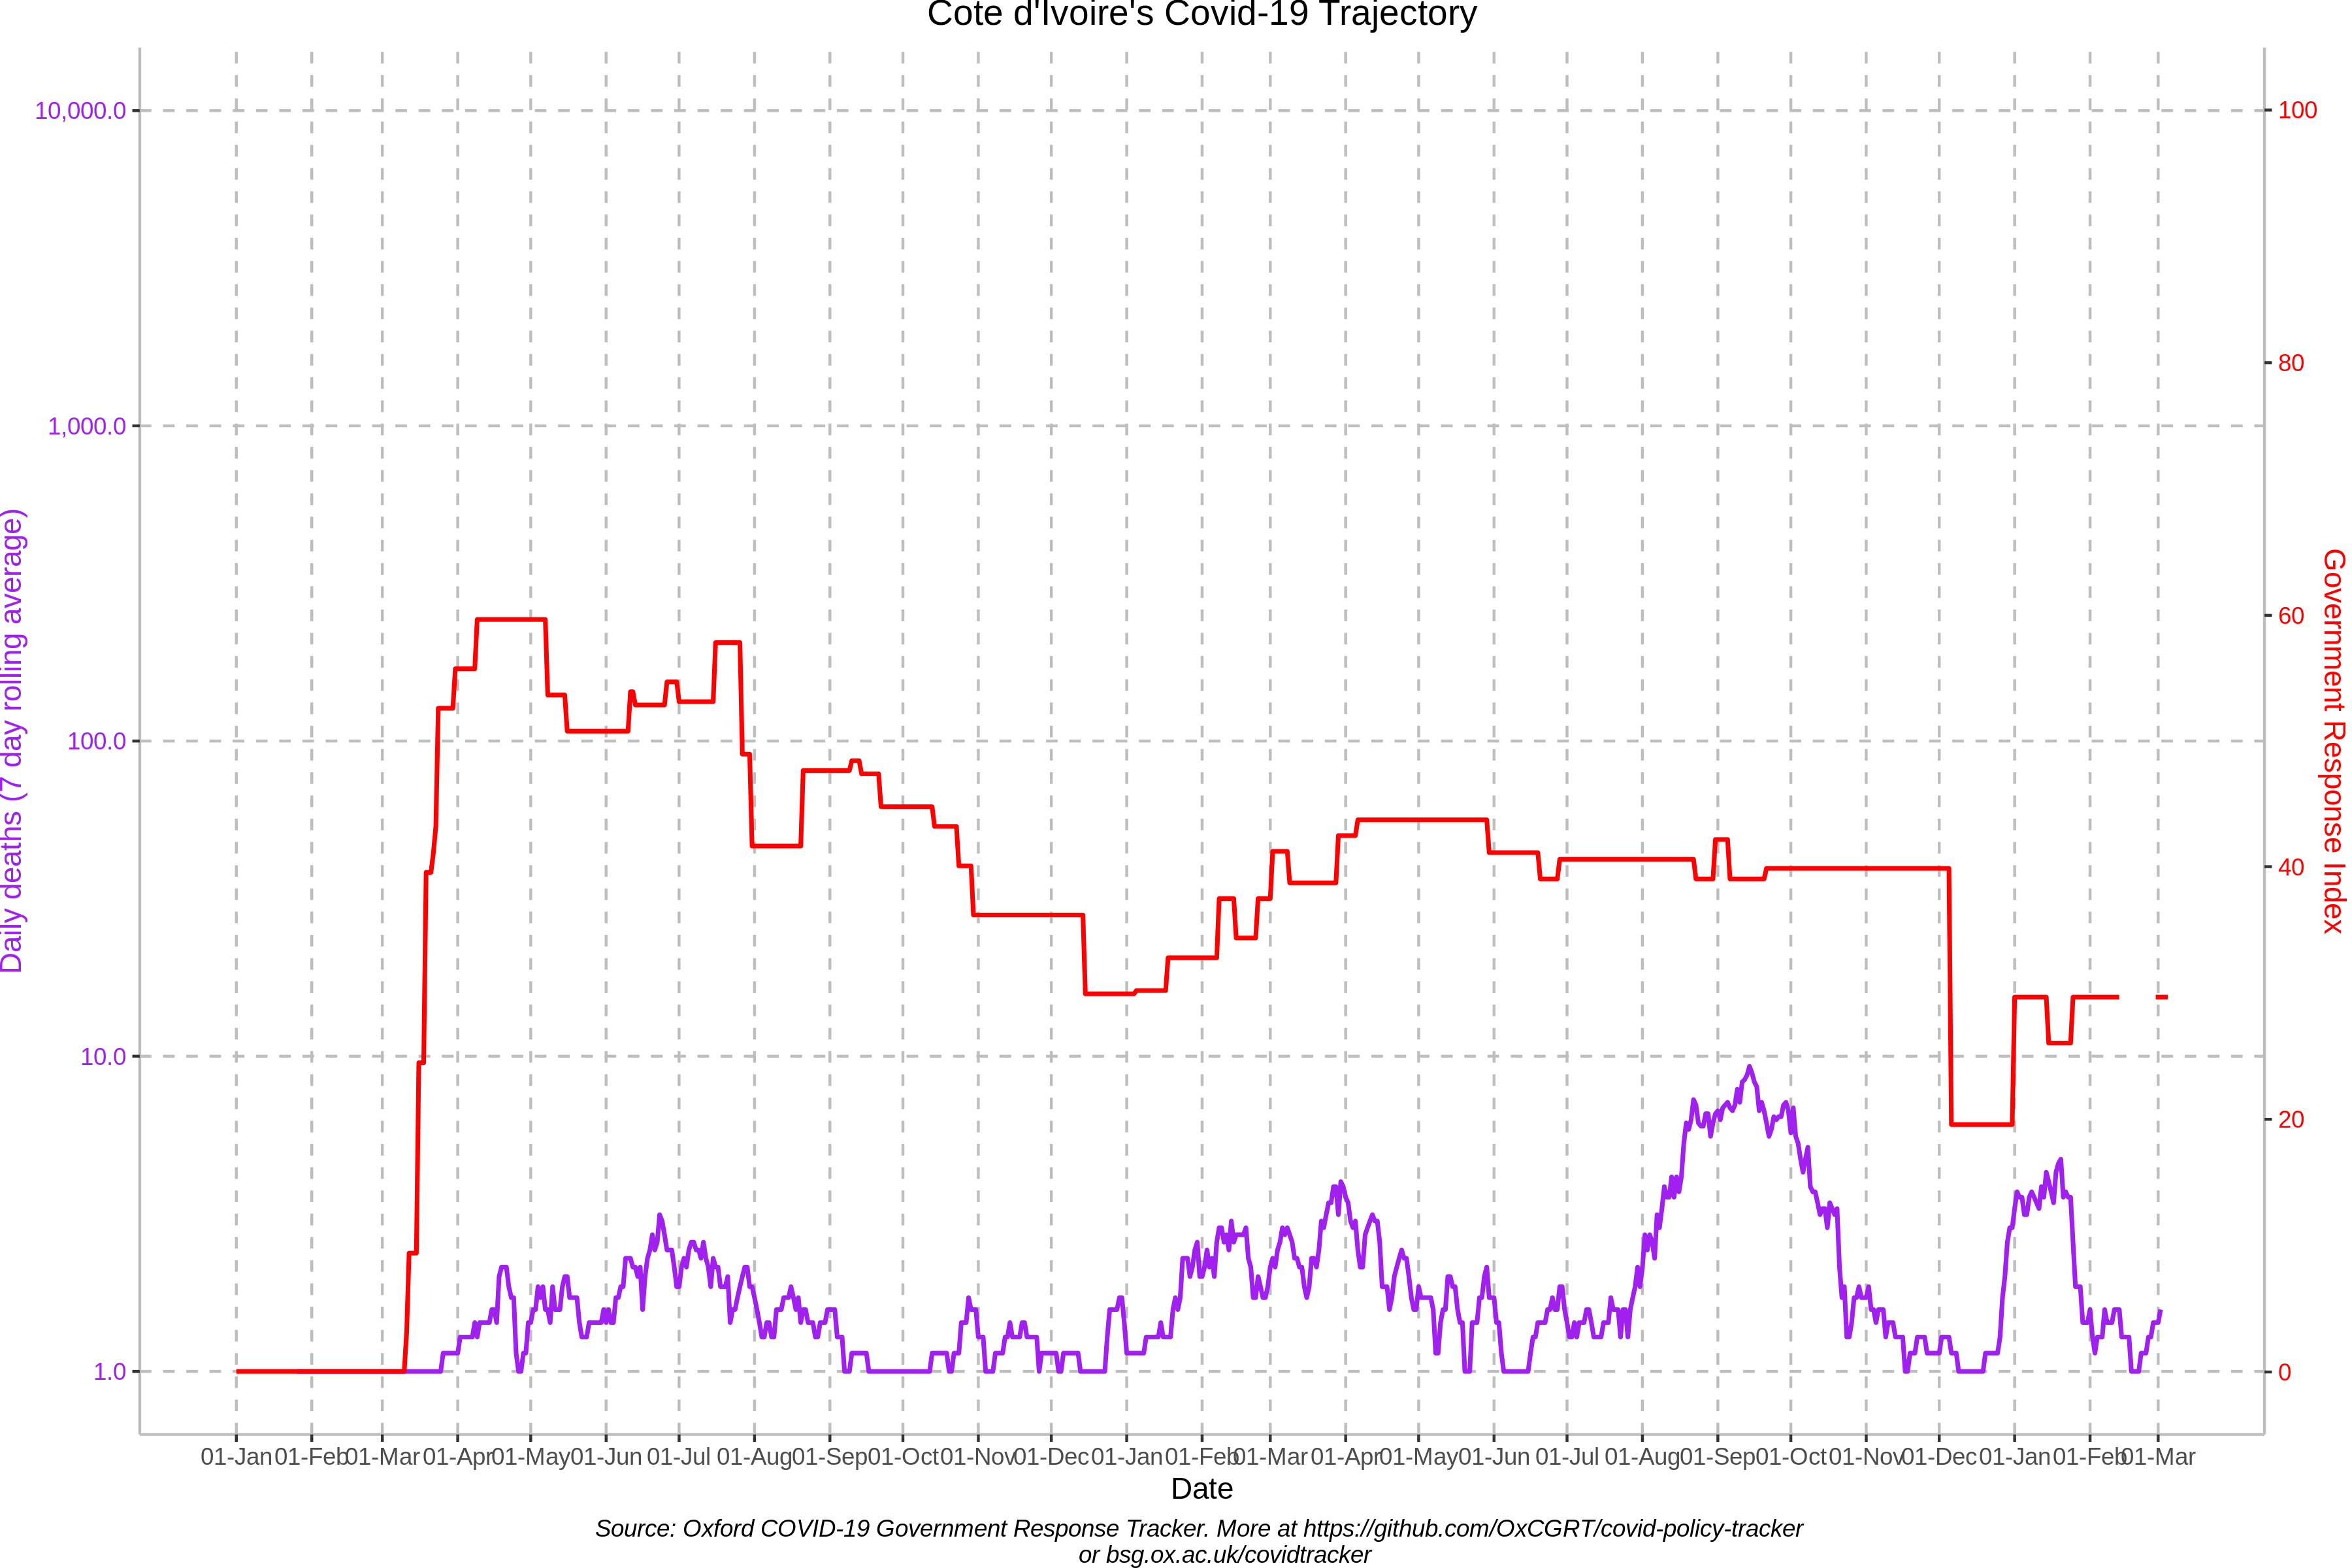 Cote d'Ivoire's Covid-19 Trajectory
Daily deaths (7 day rolling average)
10,000.0
1,000.0
100.0
10.0
1.0
100
80
60
40
20
0
Government Response Index
01-Jan 01-Feb 01-Mar 01-Apr 01-May 01-Jun 01-Jul 01-Aug 01-Sep 01-Oct 01-Nov 01-Dec 01-Jan 01-Feb 01-Mar 01-Apr 01-May 01-Jun 01-Jul 01-Aug 01-Sep 01-Oct 01-Nov 01-Dec 01-Jan 01-Feb 01-Mar
Date
Source: Oxford COVID-19 Government Response Tracker. More at https://github.com/OxCGRT/covid-policy-tracker
or bsg.ox.ac.uk/covidtracker